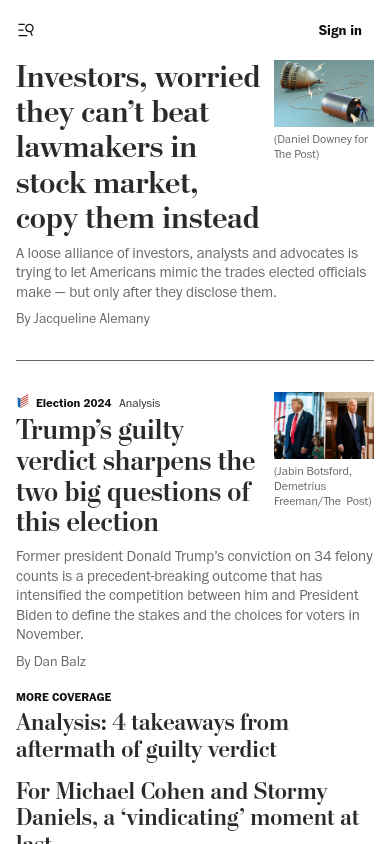 Sign in
Investors, worried
they can’t beat
lawmakers in
stock market,
copy them instead
(Daniel Downey for
The Post)
A loose alliance of investors, analysts and advocates is
trying to let Americans mimic the trades elected officials
make — but only after they disclose them.
By Jacqueline Alemany
Election 2024 Analysis
Trump’s guilty
verdict sharpens the
two big questions of
this election
(Jabin Botsford,
Demetrius
Freeman/The Post)
Former president Donald Trump’s conviction on 34 felony
counts is a precedent-breaking outcome that has
intensified the competition between him and President
Biden to define the stakes and the choices for voters in
November.
By Dan Balz
MORE COVERAGE
Analysis: 4 takeaways from
aftermath of guilty verdict
For Michael Cohen and Stormy
Daniels, a ‘vindicating’ moment at
last